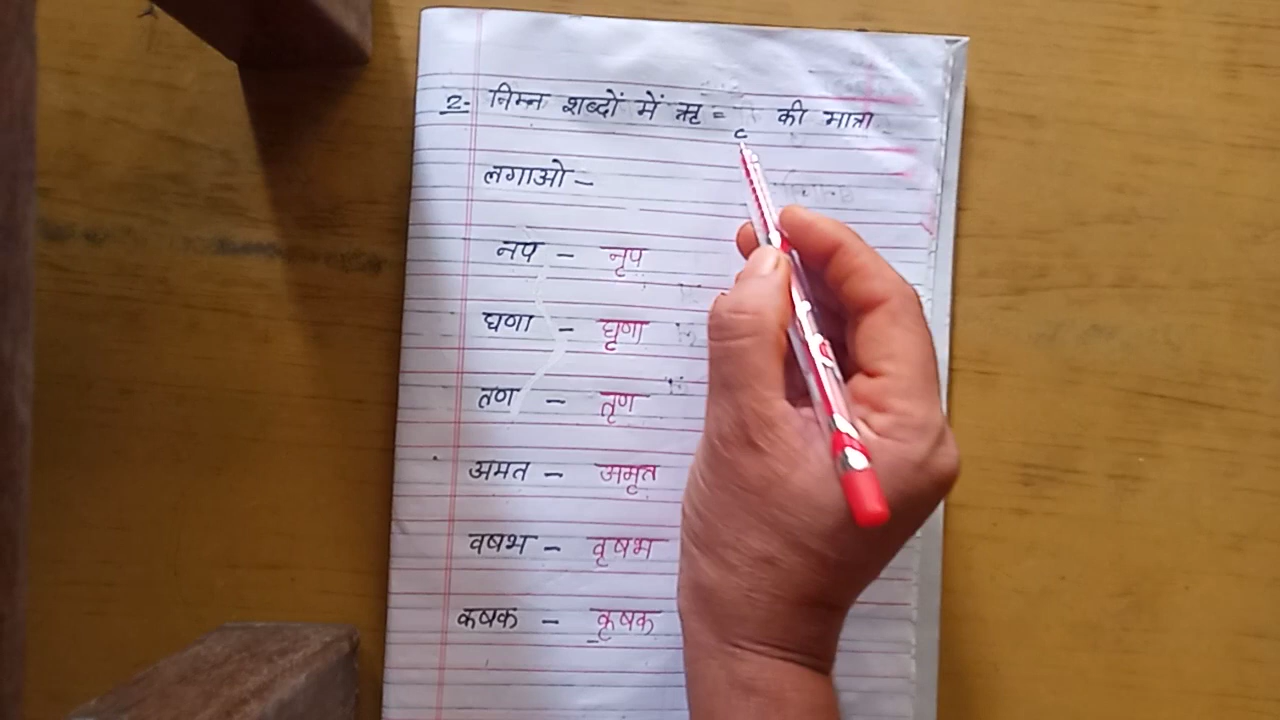 2- निम्न शब्दों में ऋ = ृ की मात्रा
लगाओ -
नप - नृप
घणा - घृणा
तण - तृण
अमत - अमृत
वषभ - वृषभ
कषक - कृषक